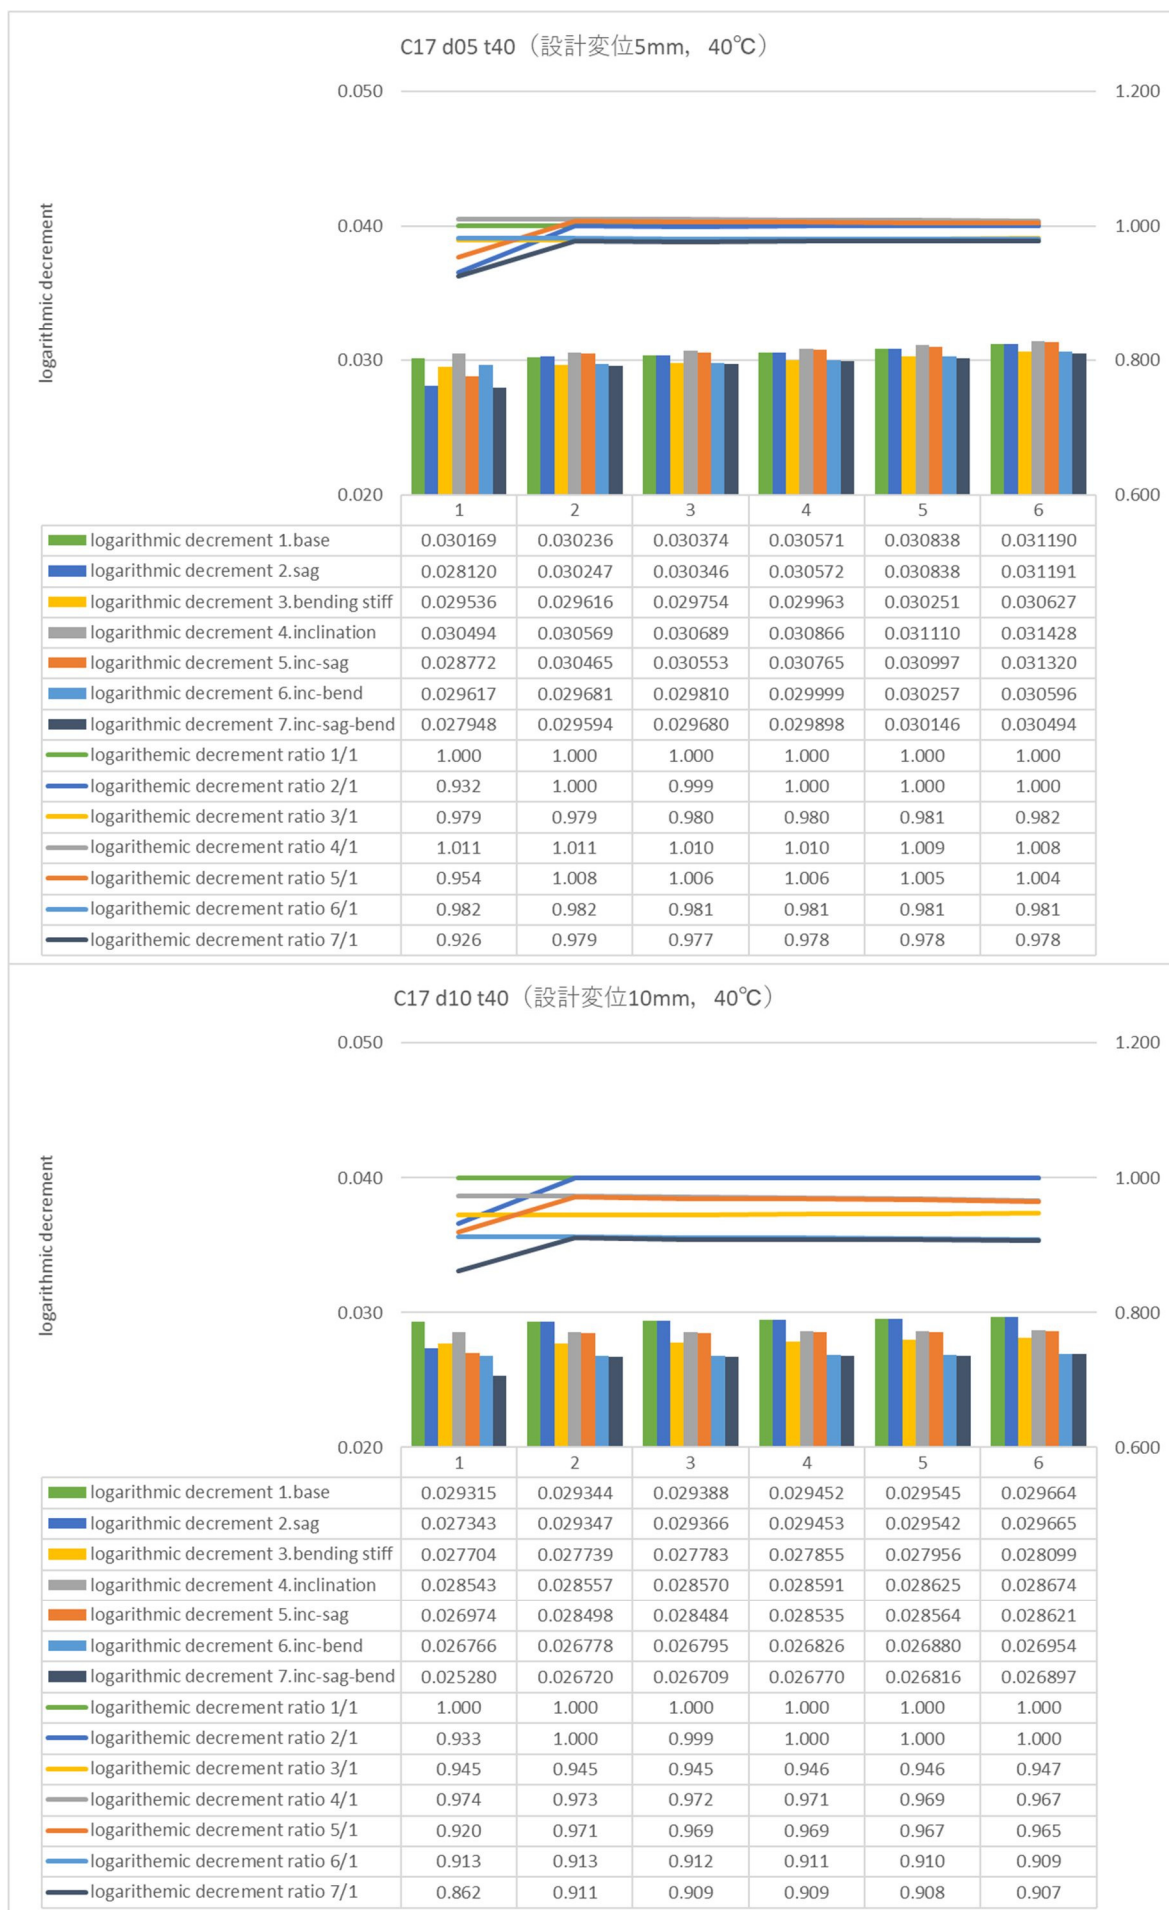 C17 d05 t40（設計変位5mm，40℃）
0.050 1.200
0.040 1.000
0.030 0.800
0.020 0.600
logarithmic decrement
1 2 3 4 5 6
logarithmic decrement 1.base 0.030169 0.030236 0.030374 0.030571 0.030838 0.031190
logarithmic decrement 2.sag 0.028120 0.030247 0.030346 0.030572 0.030838 0.031191
logarithmic decrement 3.bending stiff 0.029536 0.029616 0.029754 0.029963 0.030251 0.030627
logarithmic decrement 4.inclination 0.030494 0.030569 0.030689 0.030866 0.031110 0.031428
logarithmic decrement 5.inc-sag 0.028772 0.030465 0.030553 0.030765 0.030997 0.031320
logarithmic decrement 6.inc-bend 0.029617 0.029681 0.029810 0.029999 0.030257 0.030596
logarithmic decrement 7.inc-sag-bend 0.027948 0.029594 0.029680 0.029898 0.030146 0.030494
logarithemic decrement ratio 1/1 1.000 1.000 1.000 1.000 1.000 1.000
logarithemic decrement ratio 2/1 0.932 1.000 0.999 1.000 1.000 1.000
logarithemic decrement ratio 3/1 0.979 0.979 0.980 0.980 0.981 0.982
logarithemic decrement ratio 4/1 1.011 1.011 1.010 1.010 1.009 1.008
logarithemic decrement ratio 5/1 0.954 1.008 1.006 1.006 1.005 1.004
logarithemic decrement ratio 6/1 0.982 0.982 0.981 0.981 0.981 0.981
logarithemic decrement ratio 7/1 0.926 0.979 0.977 0.978 0.978 0.978
C17 d10 t40（設計変位10mm，40℃）
0.050 1.200
0.040 1.000
0.030 0.800
0.020 0.600
logarithmic decrement
1 2 3 4 5 6
logarithmic decrement 1.base 0.029315 0.029344 0.029388 0.029452 0.029545 0.029664
logarithmic decrement 2.sag 0.027343 0.029347 0.029366 0.029453 0.029542 0.029665
logarithmic decrement 3.bending stiff 0.027704 0.027739 0.027783 0.027855 0.027956 0.028099
logarithmic decrement 4.inclination 0.028543 0.028557 0.028570 0.028591 0.028625 0.028674
logarithmic decrement 5.inc-sag 0.026974 0.028498 0.028484 0.028535 0.028564 0.028621
logarithmic decrement 6.inc-bend 0.026766 0.026778 0.026795 0.026826 0.026880 0.026954
logarithmic decrement 7.inc-sag-bend 0.025280 0.026720 0.026709 0.026770 0.026816 0.026897
logarithemic decrement ratio 1/1 1.000 1.000 1.000 1.000 1.000 1.000
logarithemic decrement ratio 2/1 0.933 1.000 0.999 1.000 1.000 1.000
logarithemic decrement ratio 3/1 0.945 0.945 0.945 0.946 0.946 0.947
logarithemic decrement ratio 4/1 0.974 0.973 0.972 0.971 0.969 0.967
logarithemic decrement ratio 5/1 0.920 0.971 0.969 0.969 0.967 0.965
logarithemic decrement ratio 6/1 0.913 0.913 0.912 0.911 0.910 0.909
logarithemic decrement ratio 7/1 0.862 0.911 0.909 0.909 0.908 0.907